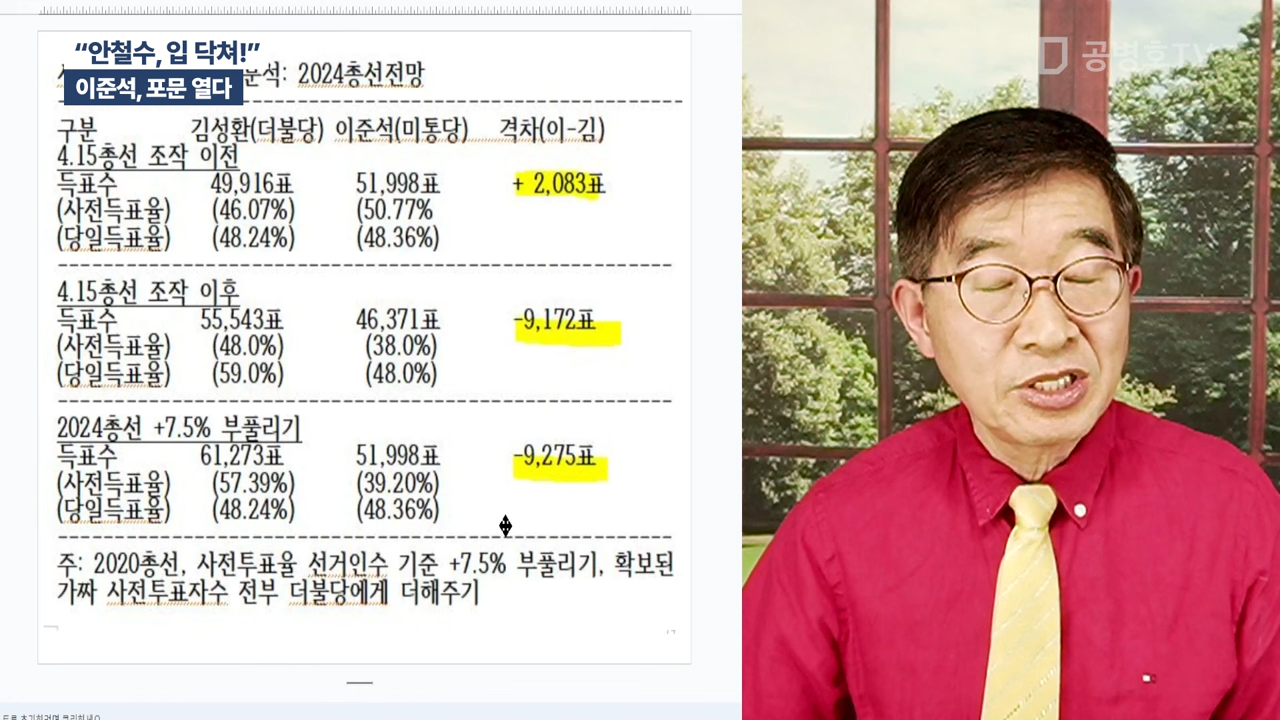 “안철수, 입 닥쳐!”
이준석, 포문 열다
석: 2024총선전망
공병호TV
구분 김성환(더불당) 이준석(미통당) 격차(이-김)
4.15총선 조작 이전
득표수 49,916표 51,998표 + 2,083표
(사전득표율) (46.07%) (50.77%
(당일득표율) (48.24%) (48.36%)
4.15총선 조작 이후
득표수 55,543표 46,371표 -9,172표
(사전득표율) (48.0%) (38.0%)
(당일득표율) (59.0%) (48.0%)
2024총선 +7.5% 부풀리기
득표수 61,273표 51,998표 -9,275표
(사전득표율) (57.39%) (39.20%)
(당일득표율) (48.24%) (48.36%)
주: 2020총선, 사전투표율 선거인수 기준 +7.5% 부풀리기, 확보된
가짜 사전투표자수 전부 더불당에게 더해주기